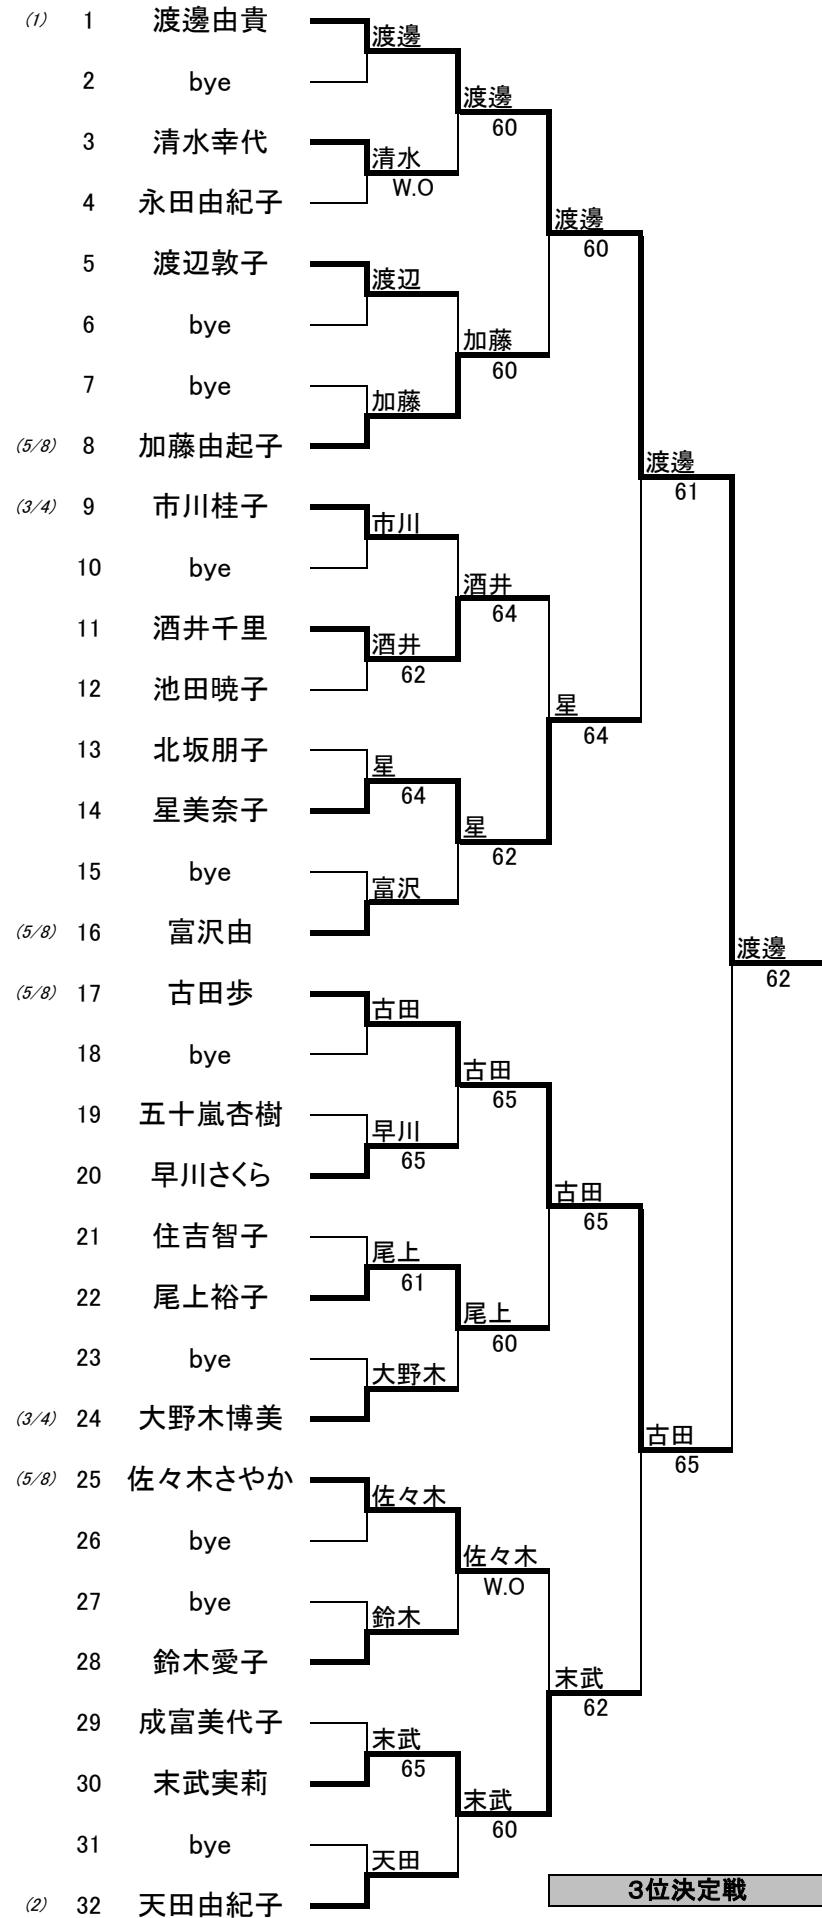 (1) 1 渡邊由貴
渡邊
2 bye
渡邊
60
3 清水幸代
清水
W.O
4 永田由紀子
渡邊
60
5 渡辺敦子
渡辺
6 bye
加藤
60
7 bye
加藤
(5/8) 8 加藤由起子
渡邊
61
(3/4) 9 市川桂子
市川
10 bye
酒井
64
11 酒井千里
酒井
62
12 池田暁子
星
64
13 北坂朋子
星
64
14 星美奈子
星
62
15 bye
富沢
(5/8) 16 富沢由
渡邊
62
(5/8) 17 古田歩
古田
18 bye
古田
65
19 五十嵐杏樹
早川
65
20 早川さくら
古田
65
21 住吉智子
尾上
61
22 尾上裕子
尾上
60
23 bye
大野木
(3/4) 24 大野木博美
古田
65
(5/8) 25 佐々木さやか
佐々木
26 bye
佐々木
W.O
27 bye
鈴木
28 鈴木愛子
末武
62
29 成富美代子
末武
65
30 末武実莉
末武
60
31 bye
天田
3位決定戦
(2) 32 天田由紀子